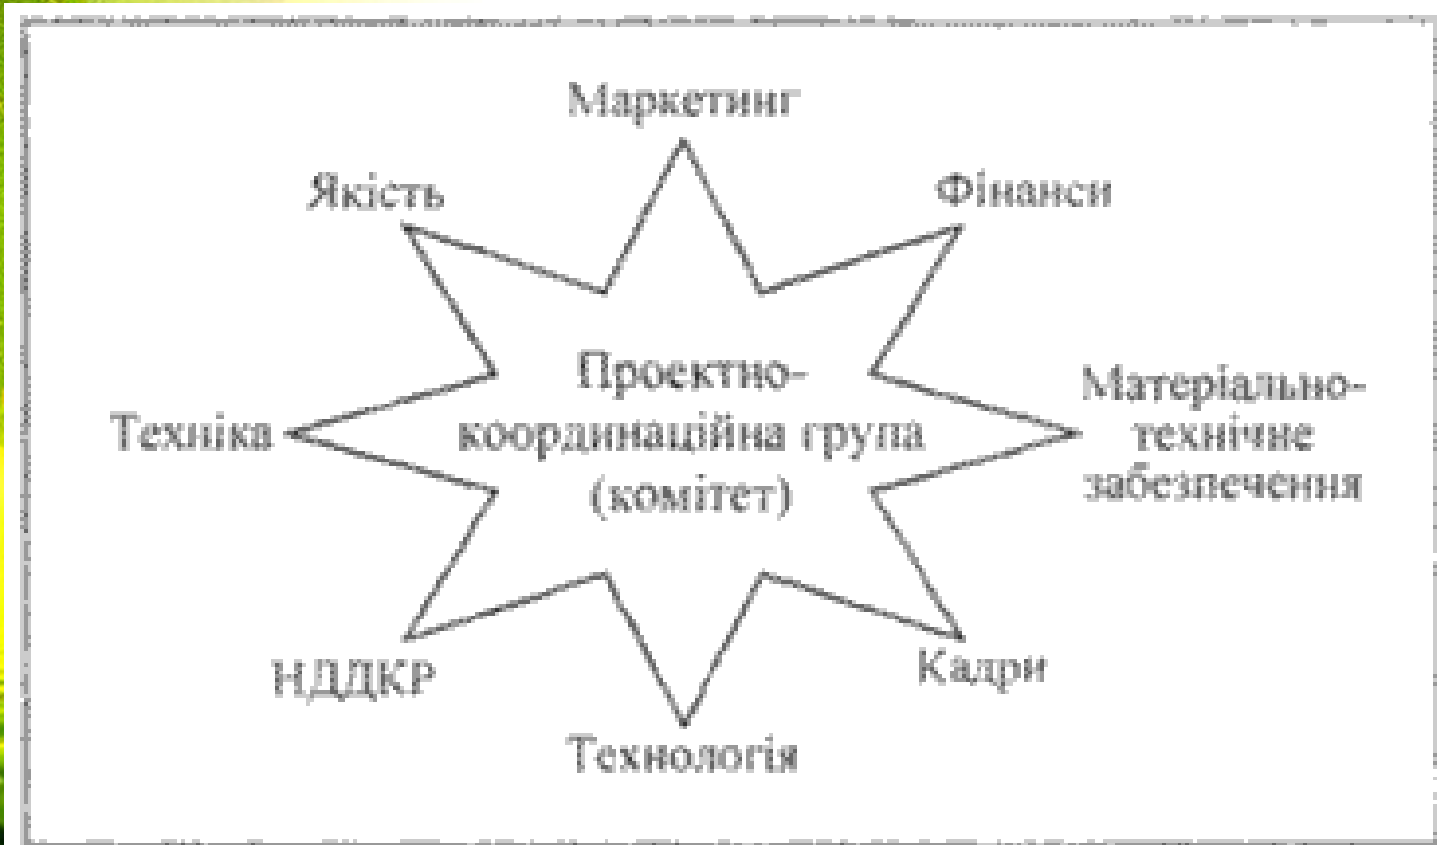 Маркетинг
Якість
Фінанси
Проектно-
координаційна група
(комітет)
Техніка
Матеріально-
технічне
забезпечення
НДДКР
Кадри
Технологія